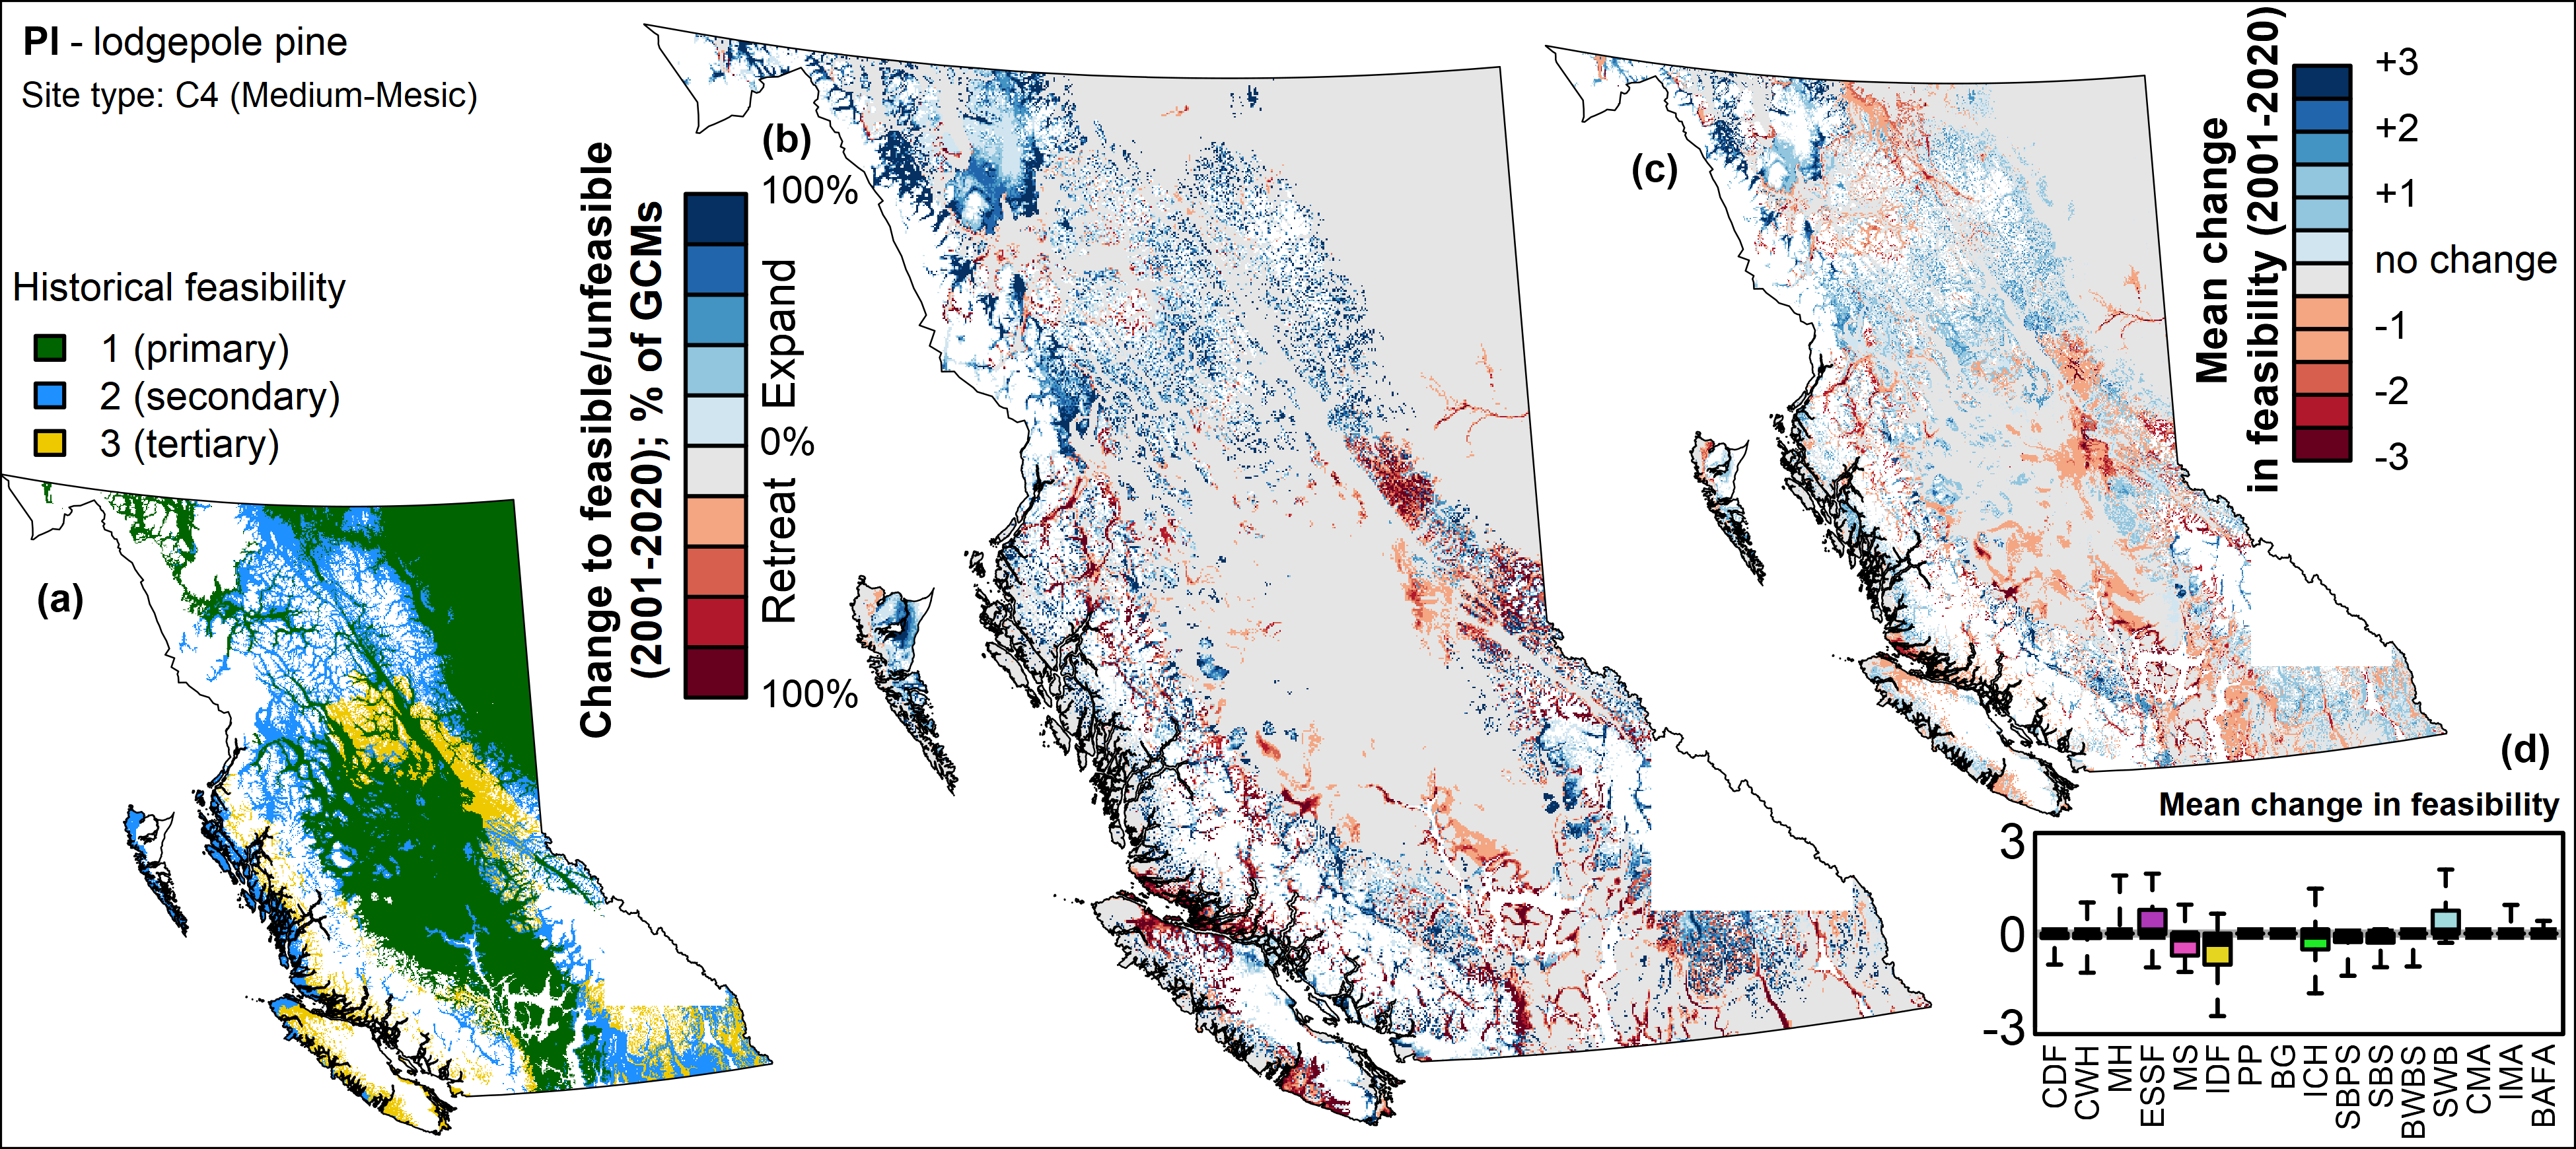 Pl - lodgepole pine
Site type: C4 (Medium-Mesic)
Historical feasibility
1 (primary)
2 (secondary)
3 (tertiary)
(a)
Change to feasible/unfeasible
(2001-2020); % of GCMs
(b)
100%
Expand
0%
Retreat
100%
(c)
Mean change
in feasibility (2001-2020)
+3
+2
+1
no change
-1
-2
-3
(d)
Mean change in feasibility
3
0
-3
CDF
CWH
MH
ESSF
MS
IDF
PP
BG
ICH
SBPS
SBS
BWBS
SWB
CMA
IMA
BAFA